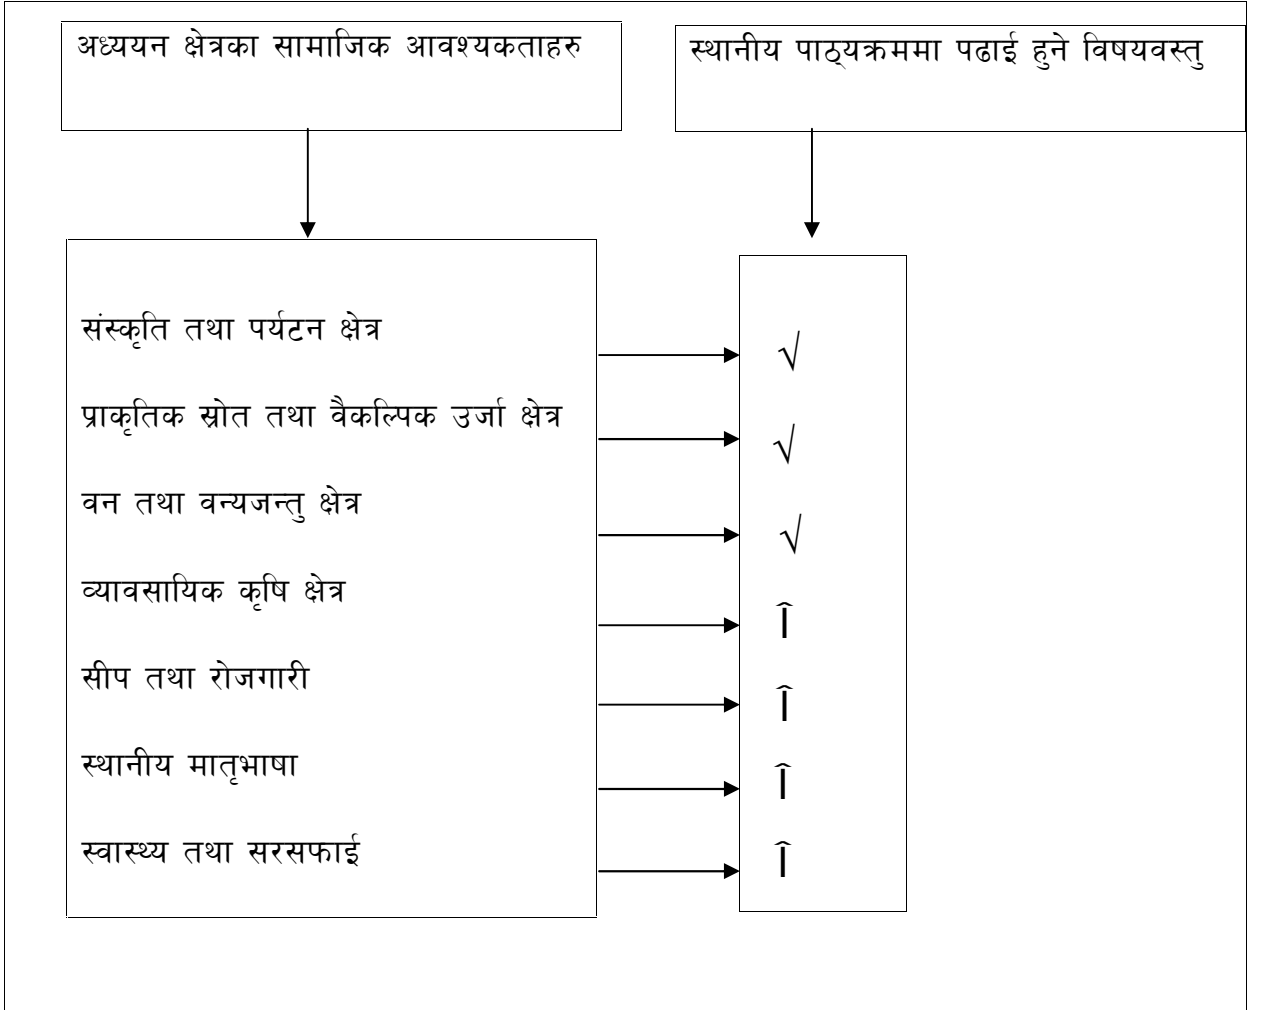 अध्ययन क्षेत्रका सामाजिक आवश्यकताहरु
स्थानीय पाठ्यक्रममा पढाई हुने विषयवस्तु
संस्कृति तथा पर्यटन क्षेत्र
√
प्राकृतिक स्रोत तथा वैकल्पिक उर्जा क्षेत्र
√
वन तथा वन्यजन्तु क्षेत्र
√
व्यावसायिक कृषि क्षेत्र
Î
सीप तथा रोजगारी
Î
स्थानीय मातृभाषा
Î
स्वास्थ्य तथा सरसफाई
Î